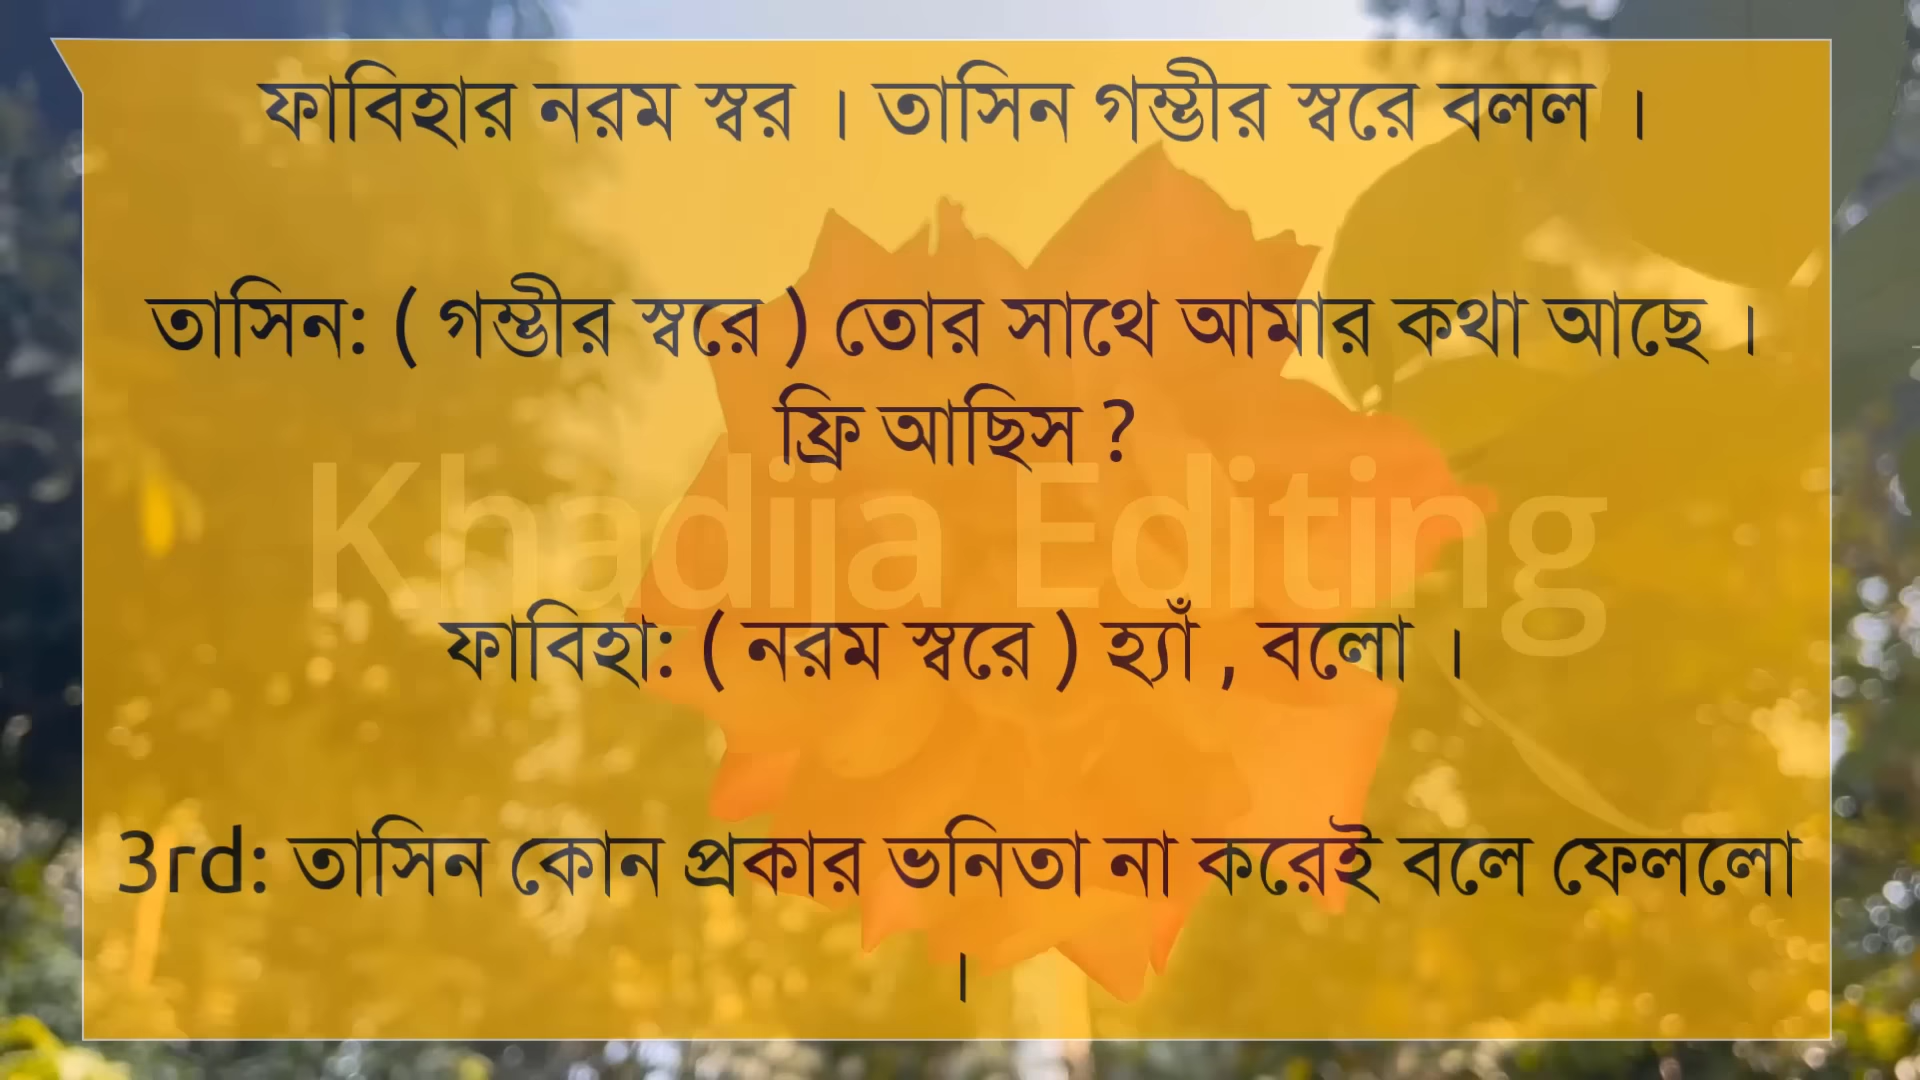 ফাবিহার নরম স্বর । তাসিন গম্ভীর স্বরে বলল ।
তাসিন: ( গম্ভীর স্বরে ) তোর সাথে আমার কথা আছে ।
ফ্রি আছিস ?
Khadija Editing
ফাবিহা: ( নরম স্বরে ) হ্যাঁ , বলো ।
3rd: তাসিন কোন প্রকার ভনিতা না করেই বলে ফেললো
।